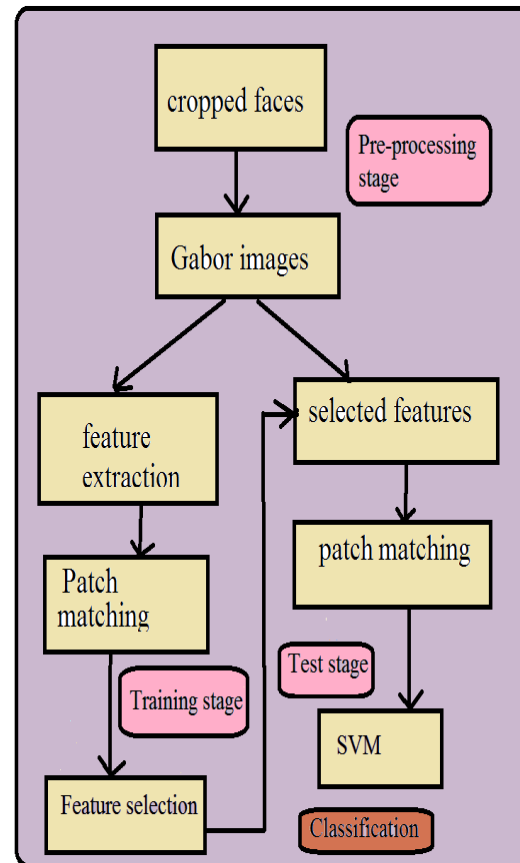 cropped faces
Pre-processing
stage
Gabor images
feature
extraction
selected features
Patch
matching
patch matching
Training stage
Test stage
Feature selection
SVM
Classification